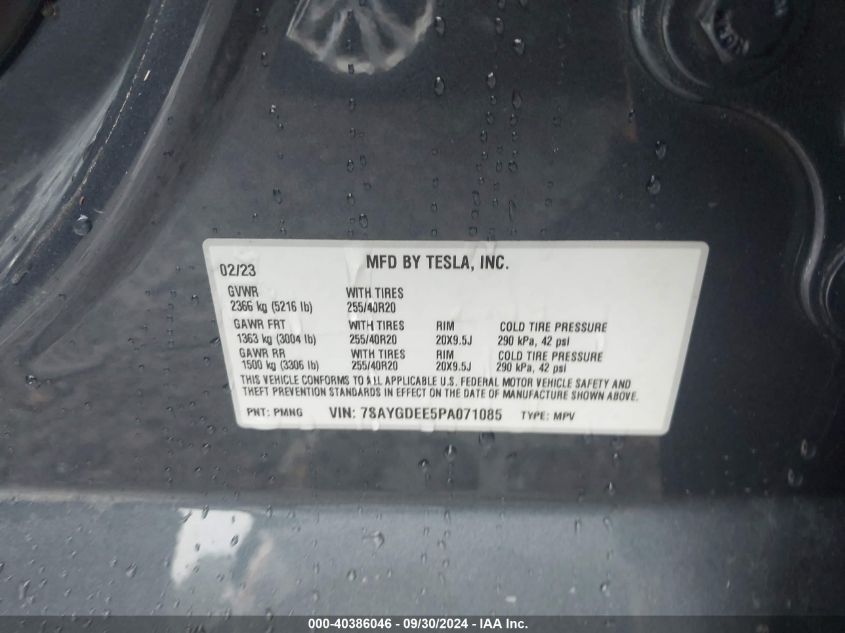 MFD BY TESLA, INC.
02/23
GVWR WITH TIRES
2366 kg (5216 lb) 255/40R20
GAWR FRT WITH TIRES RIM COLD TIRE PRESSURE
1363 kg (3004 lb) 255/40R20 20X9.5J 290 kPa, 42 psi
GAWR RR WITH TIRES RIM COLD TIRE PRESSURE
1500 kg (3306 lb) 255/40R20 20X9.5J 290 kPa, 42 psi
THIS VEHICLE CONFORMS TO ALL APPLICABLE U.S. FEDERAL MOTOR VEHICLE SAFETY AND
THEFT PREVENTION STANDARDS IN EFFECT ON THE DATE OF MANUFACTURE SHOWN ABOVE.
PNT: PMNG VIN: 7SAYGDEE5PA071085 TYPE: MPV
000-40386046 - 09/30/2024 - IAA Inc.